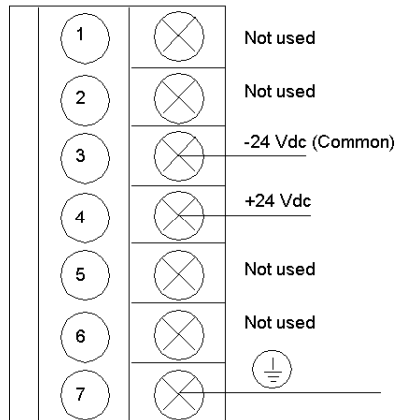 1 Not used
2 Not used
3 -24 Vdc (Common)
4 +24 Vdc
5 Not used
6 Not used
7